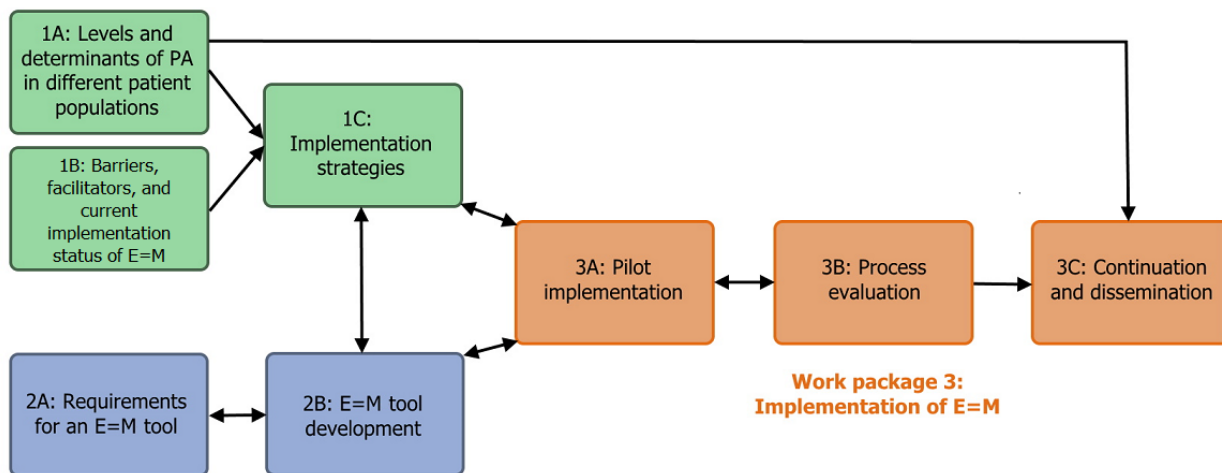 1A: Levels and
determinants of PA
in different patient
populations
1B: Barriers,
facilitators, and
current
implementation
status of E=M
1C:
Implementation
strategies
2A: Requirements
for an E=M tool
2B: E=M tool
development
3A: Pilot
implementation
3B: Process
evaluation
3C: Continuation
and dissemination
Work package 3:
Implementation of E=M